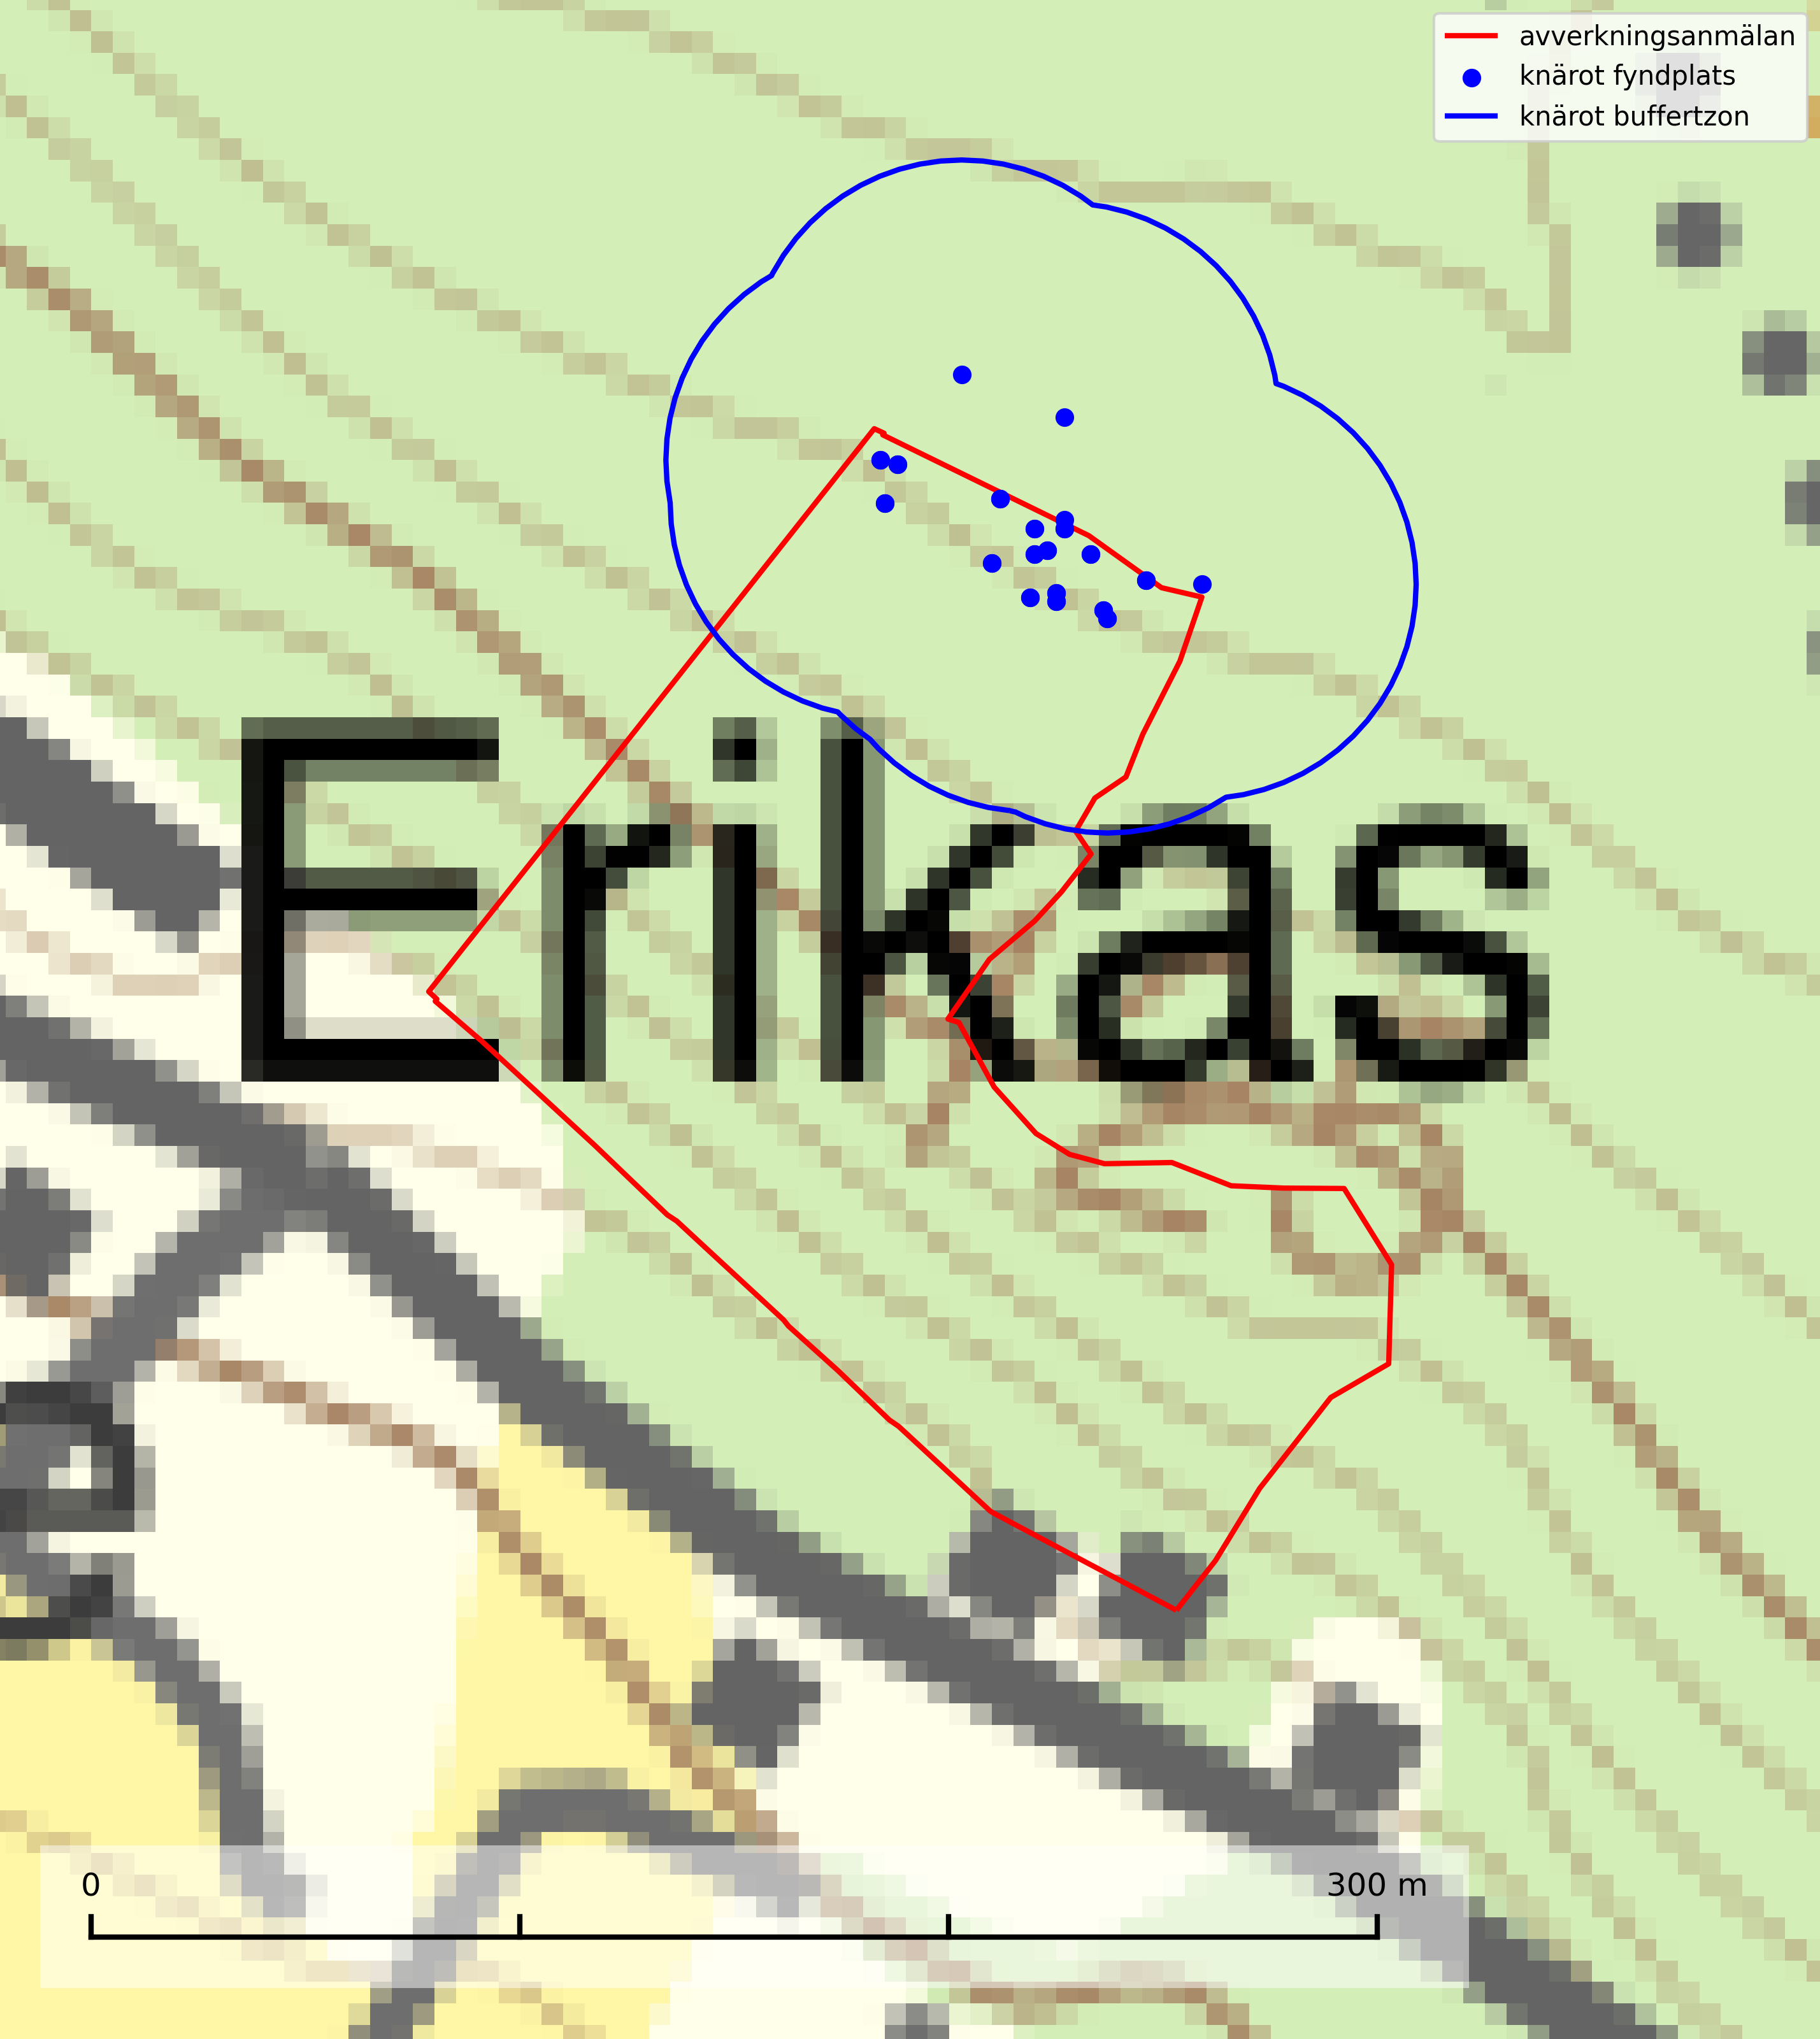 avverkningsanmälan
knärot fyndplats
knärot buffertzon
Erikas
0 300 m